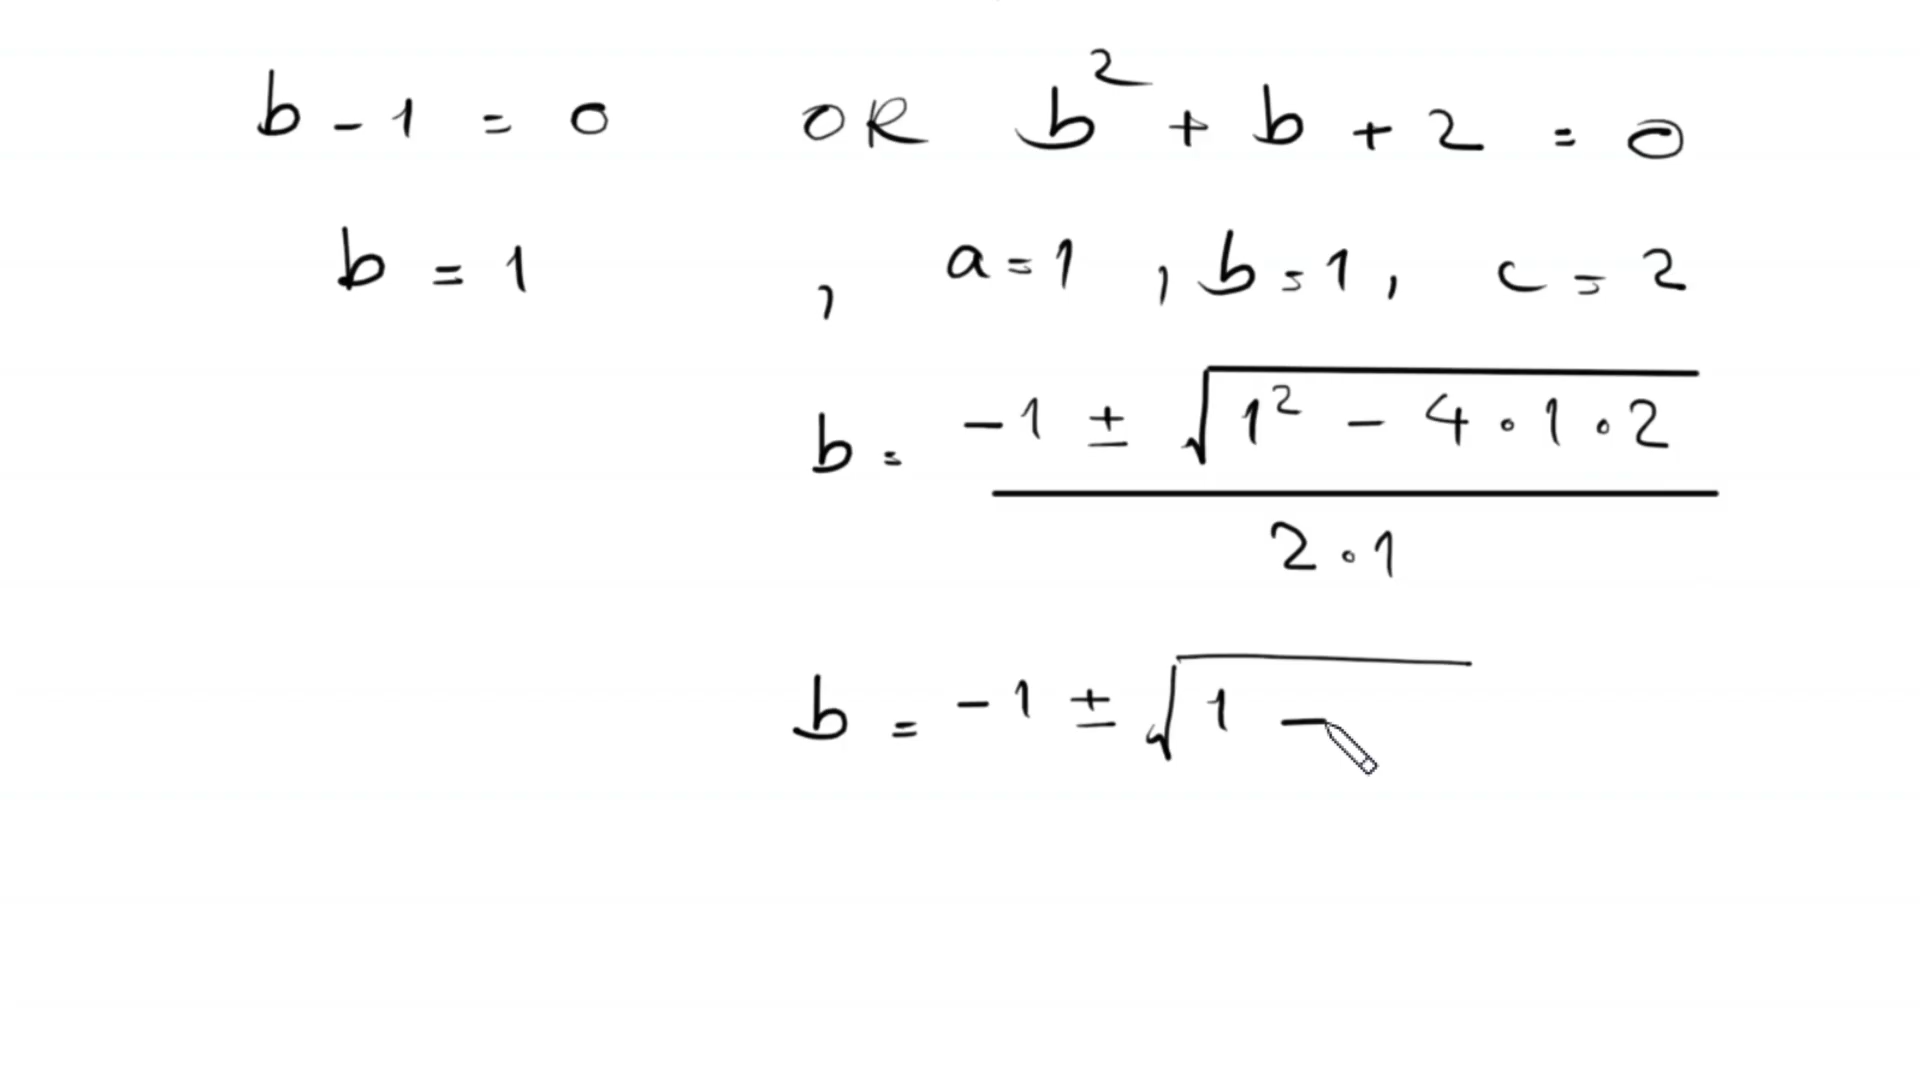 b - 1 = 0 OR b² + b + 2 = 0
b = 1 , a = 1 , b = 1 , c = 2
b = -1 ± √(1² - 4 · 1 · 2)
2 · 1
b = -1 ± √(1 -